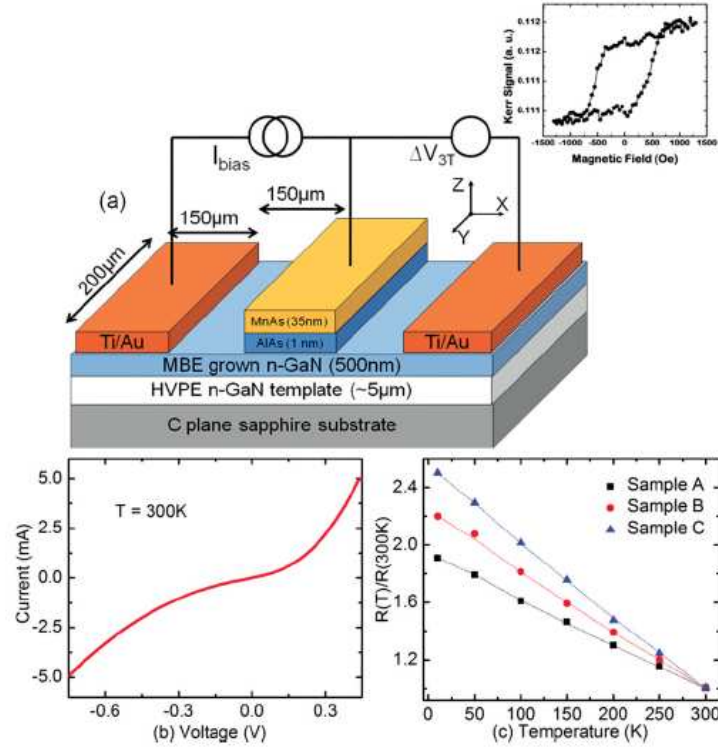 0.112
0.112
0.111
0.111
Kerr Signal (a. u.)
-1500 -1000 -500 0 500 1000 1500
Magnetic Field (Oe)
I bias
ΔV 3T
(a)
150μm
150μm
200μm
Z
X
Y
MnAs (35nm)
AlAs (1 nm)
Ti/Au
Ti/Au
MBE grown n-GaN (500nm)
HVPE n-GaN template (~5μm)
C plane sapphire substrate
5.0
2.5
0.0
-2.5
-5.0
Current (mA)
T = 300K
-0.6 -0.3 0.0 0.3
(b) Voltage (V)
2.4
2.0
1.6
1.2
R(T)/R(300K)
Sample A
Sample B
Sample C
0 50 100 150 200 250 300
(c) Temperature (K)